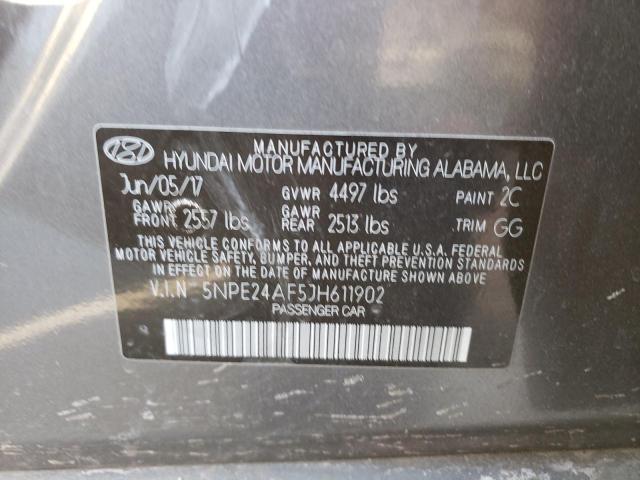 MANUFACTURED BY
HYUNDAI MOTOR MANUFACTURING ALABAMA, LLC
Jun/05/17 GVWR 4497 lbs PAINT 2C
GAWR FRONT 2557 lbs GAWR REAR 2513 lbs TRIM GG
THIS VEHICLE CONFORMS TO ALL APPLICABLE U.S.A. FEDERAL
MOTOR VEHICLE SAFETY, BUMPER, AND THEFT PREVENTION STANDARDS
IN EFFECT ON THE DATE OF MANUFACTURE SHOWN ABOVE
V.I.N 5NPE24AF5JH611902
PASSENGER CAR